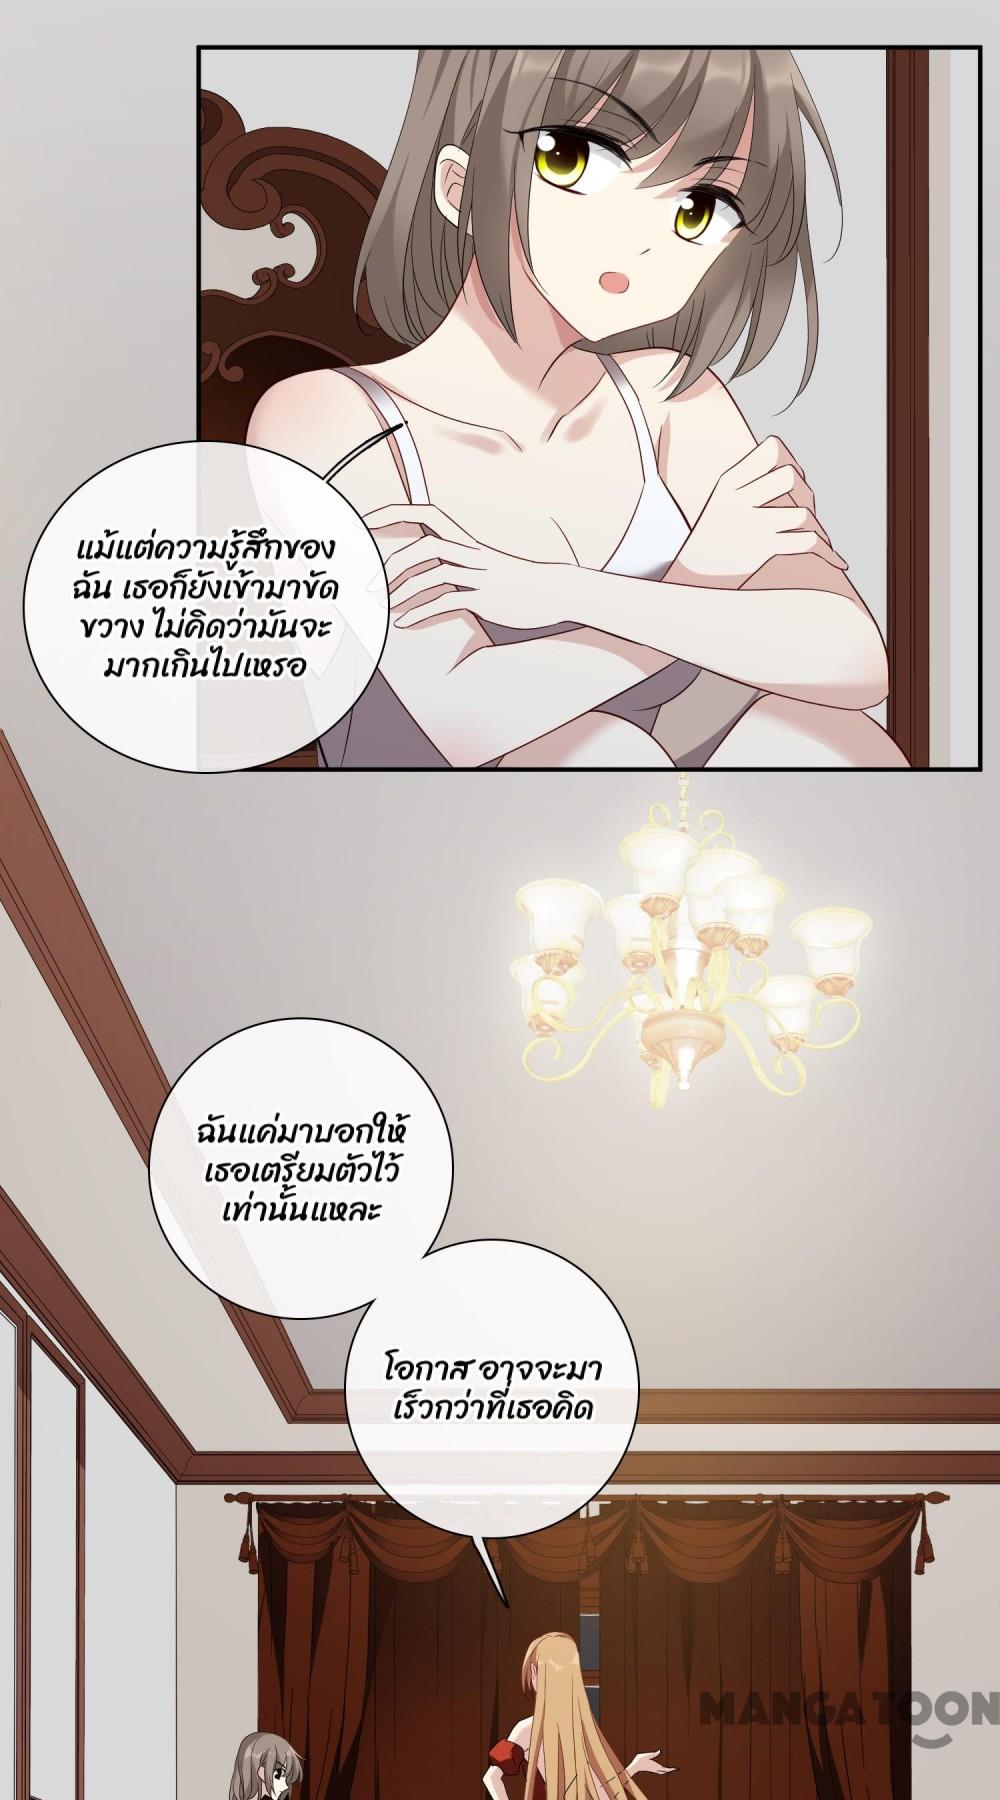 แม้แต่ความรู้สึกของ
ฉัน เธอก็ยังเข้ามาขัด
ขวาง ไม่คิดว่ามันจะ
มากเกินไปเหรอ
ฉันแค่มาบอกให้
เธอเตรียมตัวไว้
เท่านั้นแหละ
โอกาส อาจจะมา
เร็วกว่าที่เธอคิด
MANGATOON